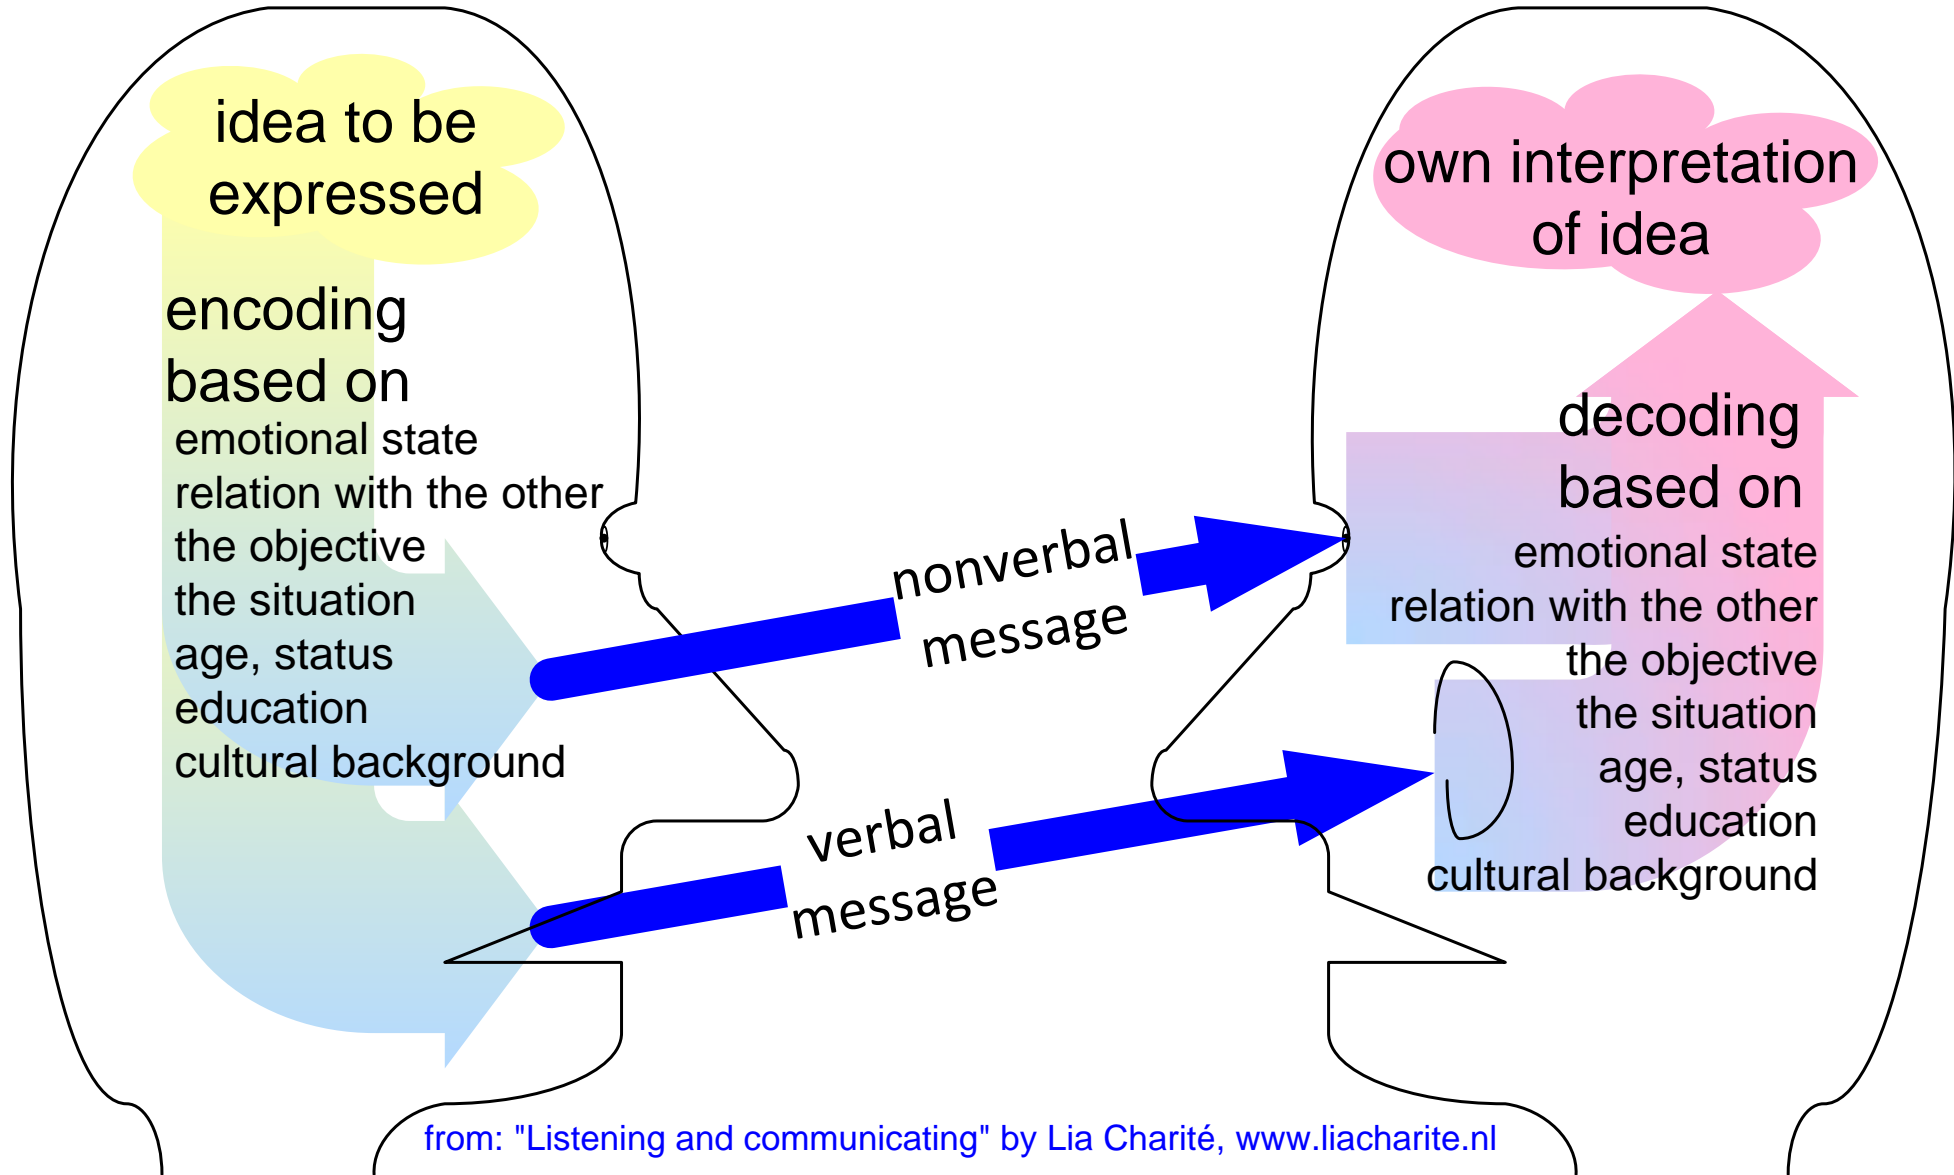 idea to be
expressed
encoding
based on
emotional state
relation with the other
the objective
the situation
age, status
education
cultural background
nonverbal
message
verbal
message
own interpretation
of idea
decoding
based on
emotional state
relation with the other
the objective
the situation
age, status
education
cultural background
from: "Listening and communicating" by Lia Charité, www.liacharite.nl